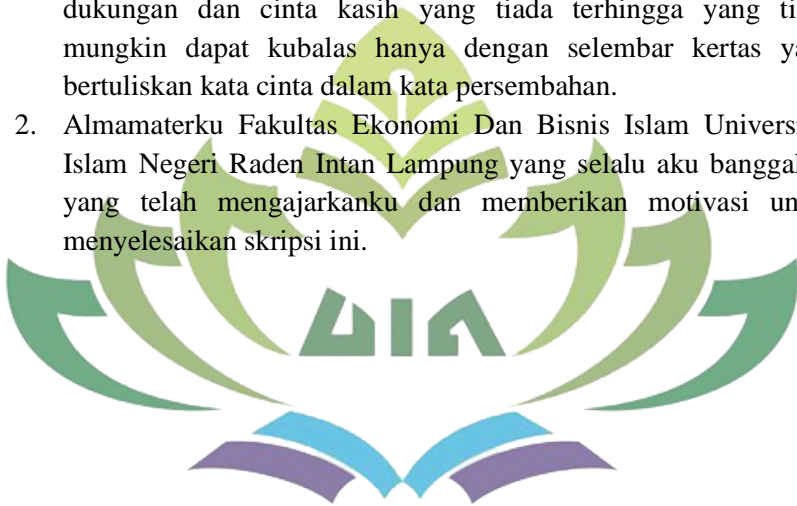 dukungan dan cinta kasih yang tiada terhingga yang
mungkin dapat kubalas hanya dengan selembar kertas
bertuliskan kata cinta dalam kata persembahan.
2. Almamaterku Fakultas Ekonomi Dan Bisnis Islam
Islam Negeri Raden Intan Lampung yang selalu aku
yang telah mengajarkanku dan memberikan motivasi
menyelesaikan skripsi ini.
UIN